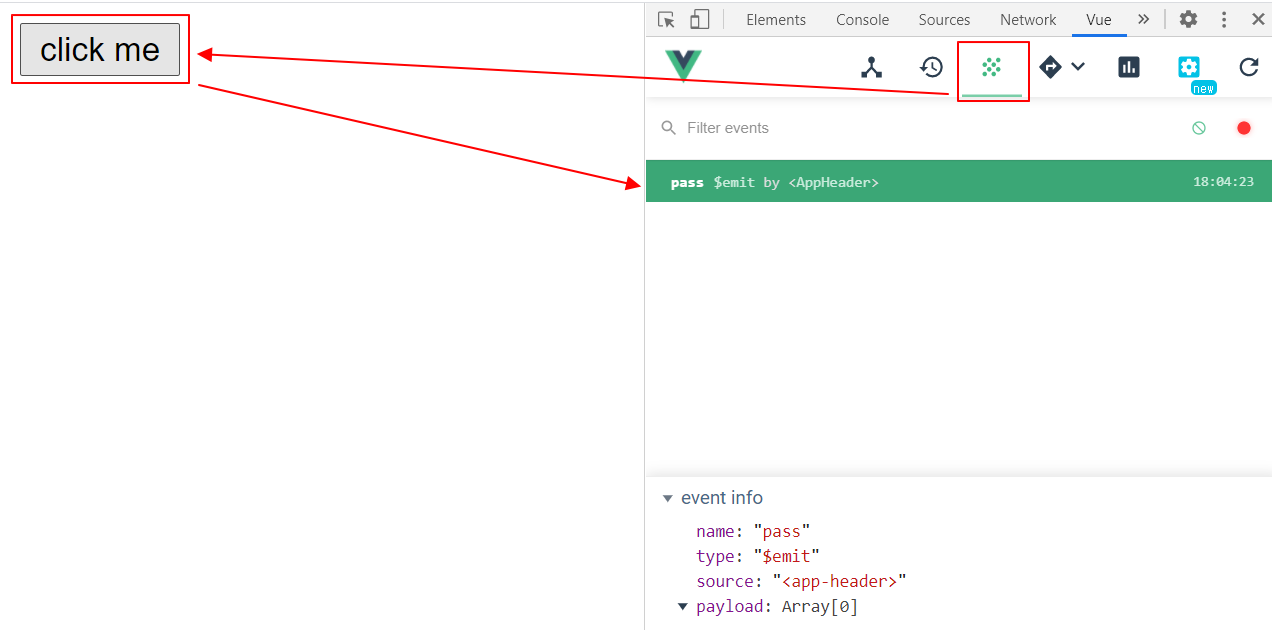 click me
Elements Console Sources Network Vue »
new
Filter events
pass $emit by <AppHeader> 18:04:23
event info
name: "pass"
type: "$emit"
source: "<app-header>"
payload: Array[0]